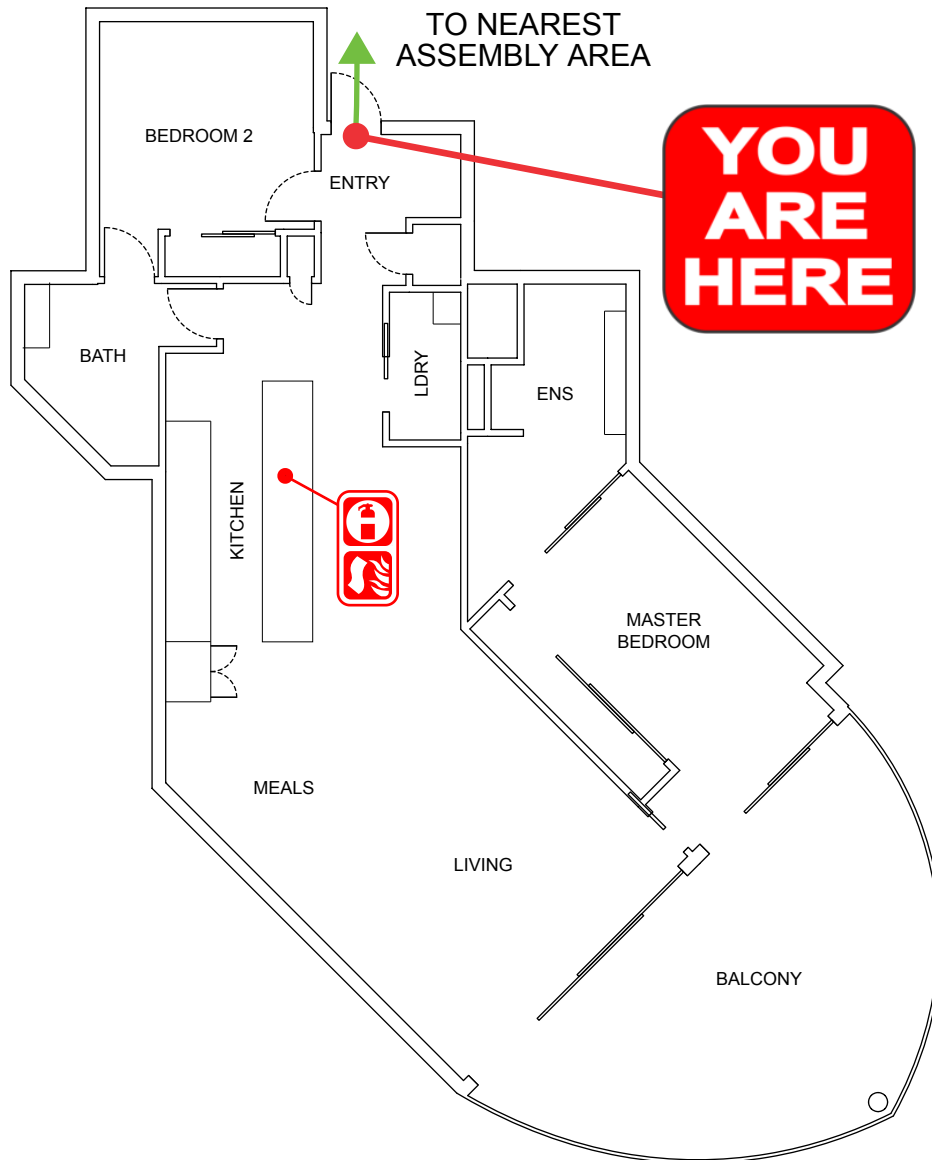 TO NEAREST
ASSEMBLY AREA
YOU
ARE
HERE
BEDROOM 2
ENTRY
BATH
LDRY
ENS
KITCHEN
MASTER
BEDROOM
MEALS
LIVING
BALCONY